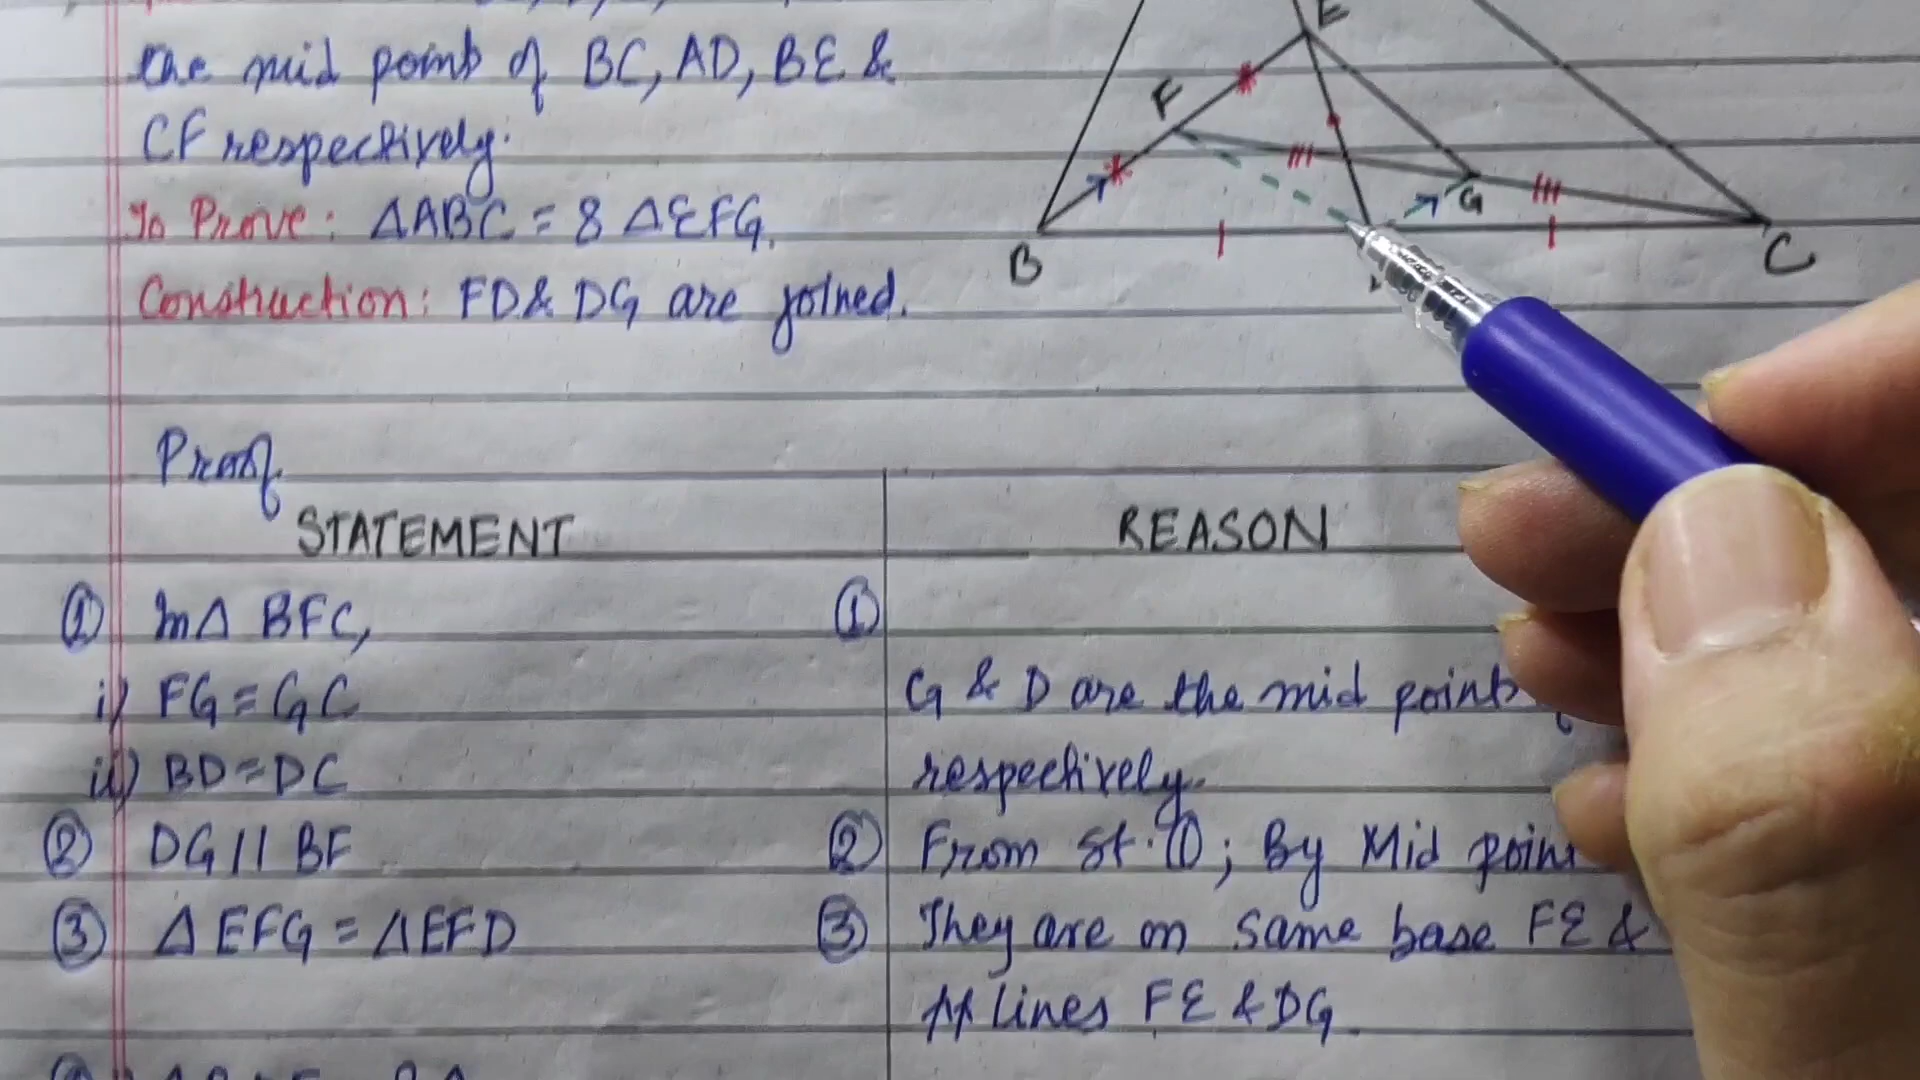 the mid point of BC, AD, BE &
CF respectively.
To Prove: ΔABC = 8 ΔEFG.
Construction: FD & DG are joined.
E
F
G
B
C
Proof
STATEMENT
REASON
① In Δ BFC,
①
i) FG = GC
G & D are the mid points
ii) BD = DC
respectively.
② DG // BF
② From st. ①; By Mid point
③ Δ EFG = Δ EFD
③ They are on same base FE &
// lines FE & DG.